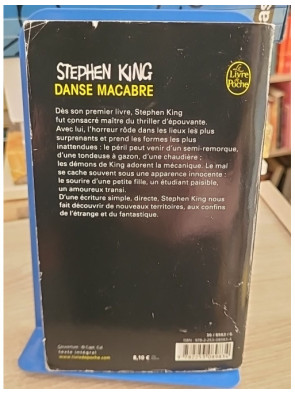 STEPHEN KING
DANSE MACABRE
Le Livre de Poche
Dès son premier livre, Stephen King
fut consacré maître du thriller d'épouvante.
Avec lui, l'horreur rôde dans les lieux les plus
surprenants et prend les formes les plus
inattendues : le péril peut venir d'un semi-remorque,
d'une tondeuse à gazon, d'une chaudière ;
les démons de King adorent la mécanique. Le mal
se cache souvent sous une apparence innocente :
le sourire d'une petite fille, un étudiant paisible,
un amoureux transi.
D'une écriture simple, directe, Stephen King nous
fait découvrir de nouveaux territoires, aux confins
de l'étrange et du fantastique.
Texte intégral
www.livredepoche.com
8,10 €